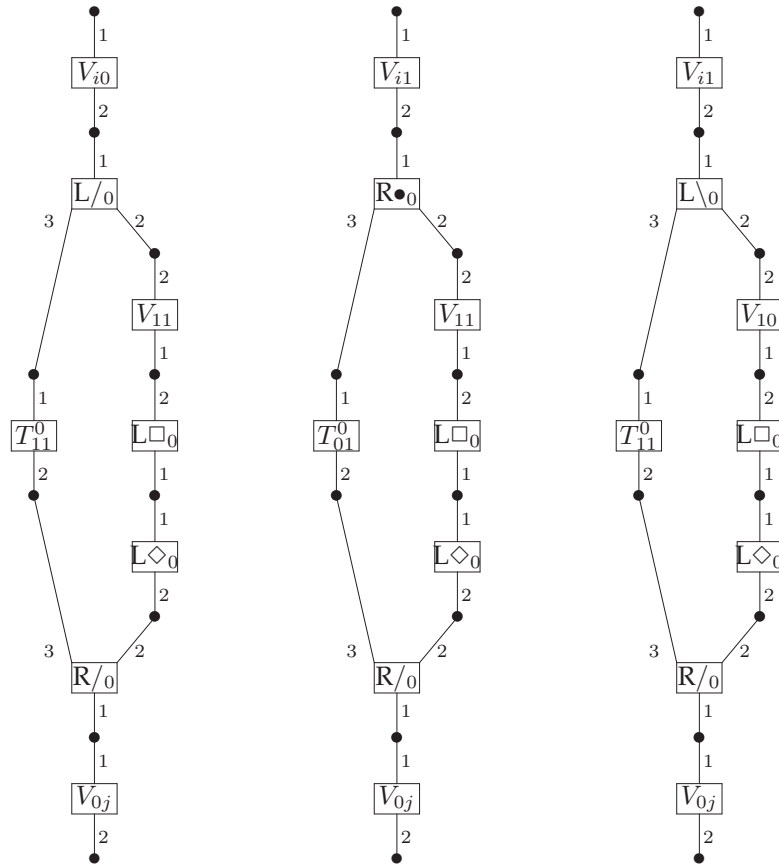 1 1 1
V_{i0} V_{i1} V_{i1}
2 2 2
1 1 1
L/_0 R●_0 L\_0
3 2 3 2 3 2
2 2 2
V_{11} V_{11} V_{10}
1 1 1
1 2 1 2 1 2
T^0_{11} L□_0 T^0_{01} L□_0 T^0_{11} L□_0
2 1 2 1 2 1
1 1 1
L◇_0 L◇_0 L◇_0
2 2 2
3 2 3 2 3 2
R/_0 R/_0 R/_0
1 1 1
1 1 1
V_{0j} V_{0j} V_{0j}
2 2 2